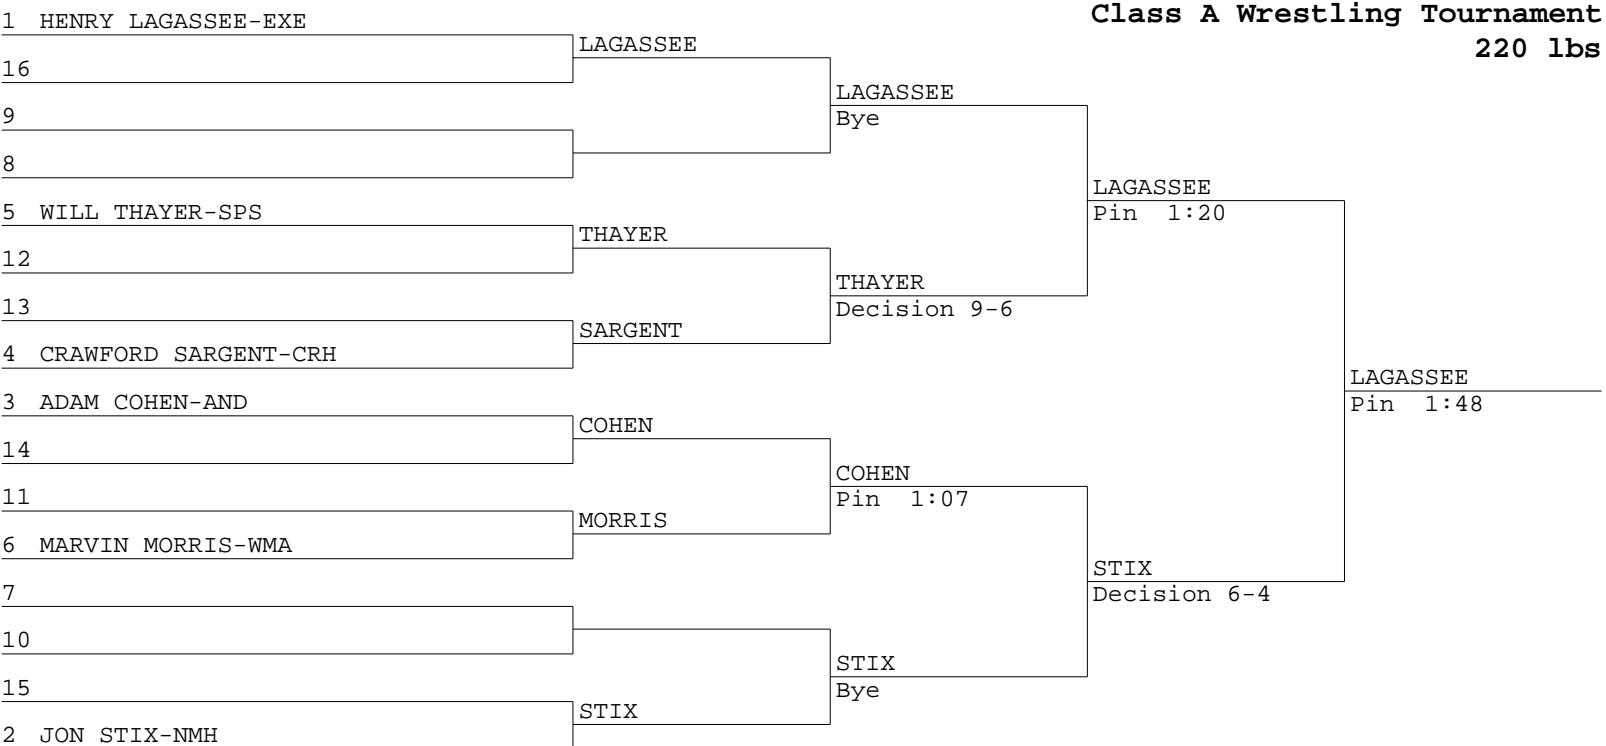 Class A Wrestling Tournament
220 lbs
1 HENRY LAGASSEE-EXE
LAGASSEE
16
LAGASSEE
Bye
9
8
LAGASSEE
Pin 1:20
5 WILL THAYER-SPS
THAYER
12
THAYER
Decision 9-6
13
SARGENT
4 CRAWFORD SARGENT-CRH
LAGASSEE
Pin 1:48
3 ADAM COHEN-AND
COHEN
14
COHEN
Pin 1:07
11
MORRIS
6 MARVIN MORRIS-WMA
STIX
Decision 6-4
7
10
STIX
Bye
15
STIX
2 JON STIX-NMH